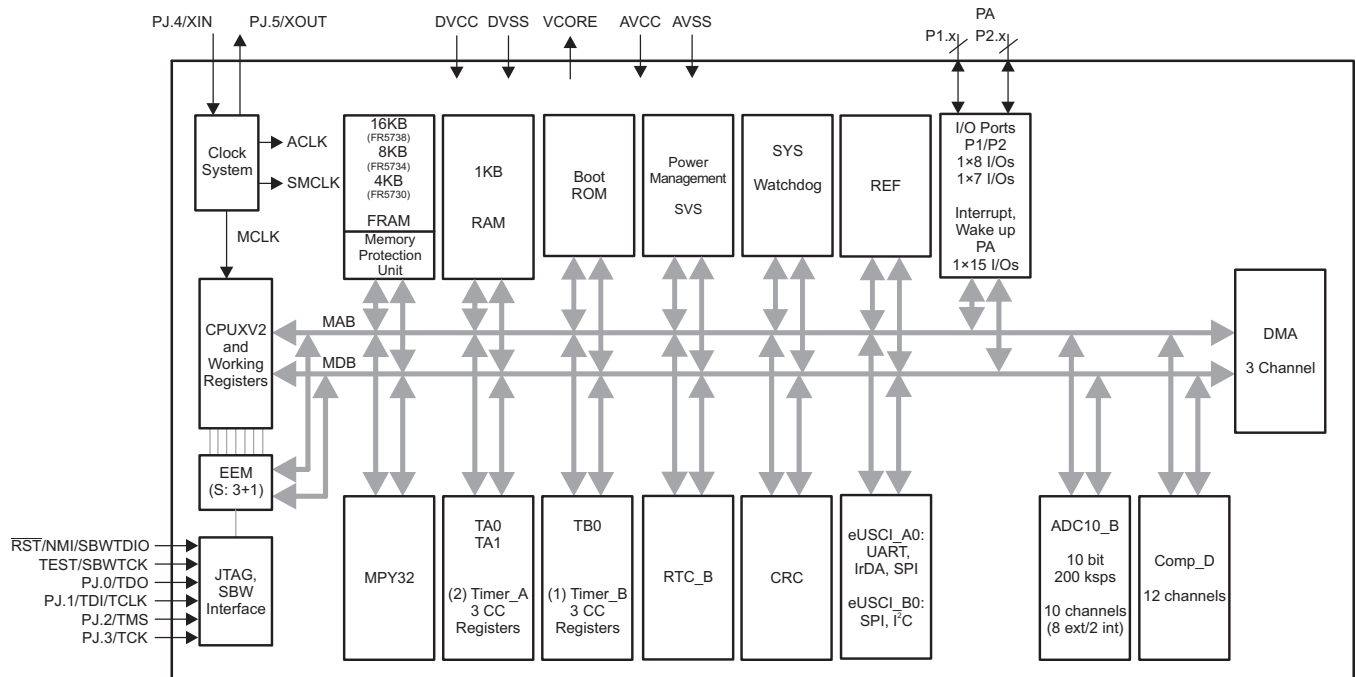 PJ.4/XIN
PJ.5/XOUT
DVCC
DVSS
VCORE
AVCC
AVSS
PA
P1.x
P2.x
Clock
System
ACLK
SMCLK
MCLK
16KB
(FR5738)
8KB
(FR5734)
4KB
(FR5730)
FRAM
Memory
Protection
Unit
1KB
RAM
Boot
ROM
Power
Management
SVS
SYS
Watchdog
REF
I/O Ports
P1/P2
1×8 I/Os
1×7 I/Os
Interrupt,
Wake up
PA
1×15 I/Os
CPUXV2
and
Working
Registers
MAB
MDB
DMA
3 Channel
EEM
(S: 3+1)
RST/NMI/SBWTDIO
TEST/SBWTCK
PJ.0/TDO
PJ.1/TDI/TCLK
PJ.2/TMS
PJ.3/TCK
JTAG,
SBW
Interface
MPY32
TA0
TA1
(2) Timer_A
3 CC
Registers
TB0
(1) Timer_B
3 CC
Registers
RTC_B
CRC
eUSCI_A0:
UART,
IrDA, SPI
eUSCI_B0:
SPI, I²C
ADC10_B
10 bit
200 ksps
10 channels
(8 ext/2 int)
Comp_D
12 channels